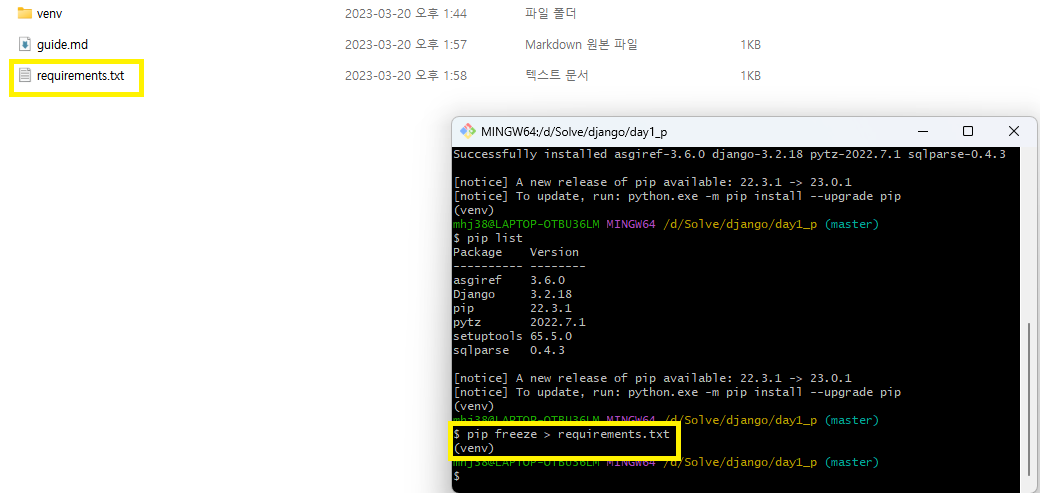 venv 2023-03-20 오후 1:44 파일 폴더
guide.md 2023-03-20 오후 1:57 Markdown 원본 파일 1KB
requirements.txt 2023-03-20 오후 1:58 텍스트 문서 1KB
MINGW64:/d/Solve/django/day1_p
Successfully installed asgiref-3.6.0 django-3.2.18 pytz-2022.7.1 sqlparse-0.4.3
[notice] A new release of pip available: 22.3.1 -> 23.0.1
[notice] To update, run: python.exe -m pip install --upgrade pip
(venv)
mhj38@LAPTOP-OTBU36LM MINGW64 /d/Solve/django/day1_p (master)
$ pip list
Package Version
---------- --------
asgiref 3.6.0
Django 3.2.18
pip 22.3.1
pytz 2022.7.1
setuptools 65.5.0
sqlparse 0.4.3
[notice] A new release of pip available: 22.3.1 -> 23.0.1
[notice] To update, run: python.exe -m pip install --upgrade pip
(venv)
mhj38@LAPTOP-OTBU36LM MINGW64 /d/Solve/django/day1_p (master)
$ pip freeze > requirements.txt
(venv)
mhj38@LAPTOP-OTBU36LM MINGW64 /d/Solve/django/day1_p (master)
$